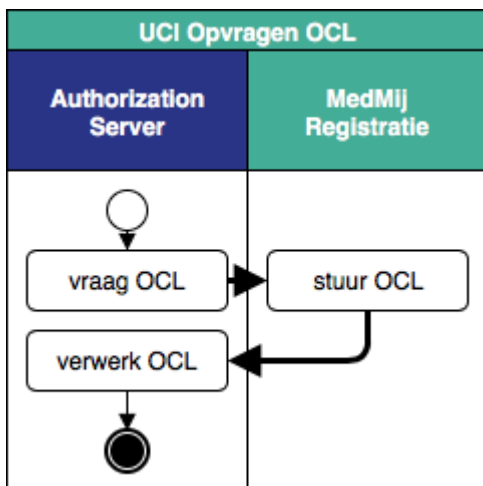 UCI Opvragen OCL
Authorization
Server
MedMij
Registratie
vraag OCL
stuur OCL
verwerk OCL